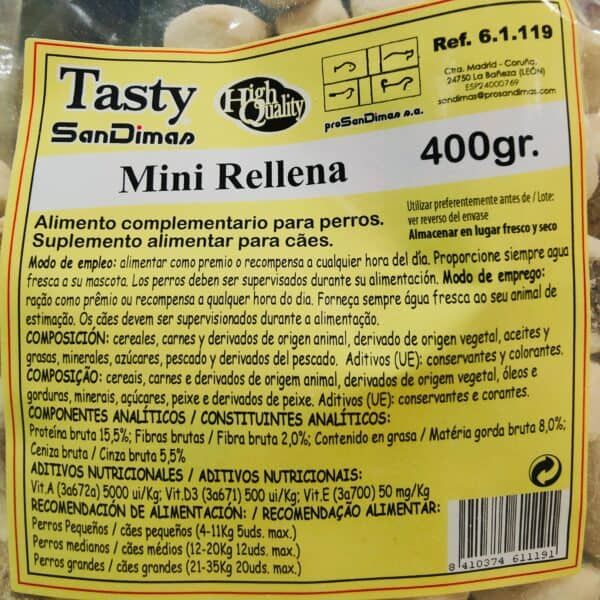 Ref. 6.1.119
Tasty
SanDimas
High Quality
Ctra. Madrid - Coruña,
24750 La Bañeza (LEÓN)
ESP24000769
sandimas@prosandimas.com
proSanDimas s.a.
Mini Rellena
400gr.
Utilizar preferentemente antes de / Lote:
ver reverso del envase
Almacenar en lugar fresco y seco
Alimento complementario para perros.
Suplemento alimentar para cães.
Modo de empleo: alimentar como premio o recompensa a cualquier hora del día. Proporcione siempre agua
fresca a su mascota. Los perros deben ser supervisados durante su alimentación. Modo de emprego:
ração como prêmio ou recompensa a qualquer hora do dia. Forneça sempre água fresca ao seu animal de
estimação. Os cães devem ser supervisionados durante a alimentação.
COMPOSICIÓN: cereales, carnes y derivados de origen animal, derivado de origen vegetal, aceites y
grasas, minerales, azúcares, pescado y derivados del pescado. Aditivos (UE): conservantes y colorantes.
COMPOSIÇÃO: cereais, carnes e derivados de origem animal, derivados de origem vegetal, óleos e
gorduras, minerais, açúcares, peixe e derivados de peixe. Aditivos (UE): conservantes e corantes.
COMPONENTES ANALÍTICOS / CONSTITUINTES ANALÍTICOS:
Proteína bruta 15,5%; Fibras brutas / Fibra bruta 2,0%; Contenido en grasa / Matéria gorda bruta 8,0%;
Ceniza bruta / Cinza bruta 5,5%
ADITIVOS NUTRICIONALES / ADITIVOS NUTRICIONAIS:
Vit.A (3a672a) 5000 ui/Kg; Vit.D3 (3a671) 500 ui/Kg; Vit.E (3a700) 50 mg/Kg
RECOMENDACIÓN DE ALIMENTACIÓN: / RECOMENDAÇÃO ALIMENTAR:
Perros Pequeños / cães pequeños (4-11Kg 5uds. max.)
Perros medianos / cães médios (12-20Kg 12uds. max.)
Perros grandes / cães grandes (21-35Kg 20uds. max.)
8 410374 611191